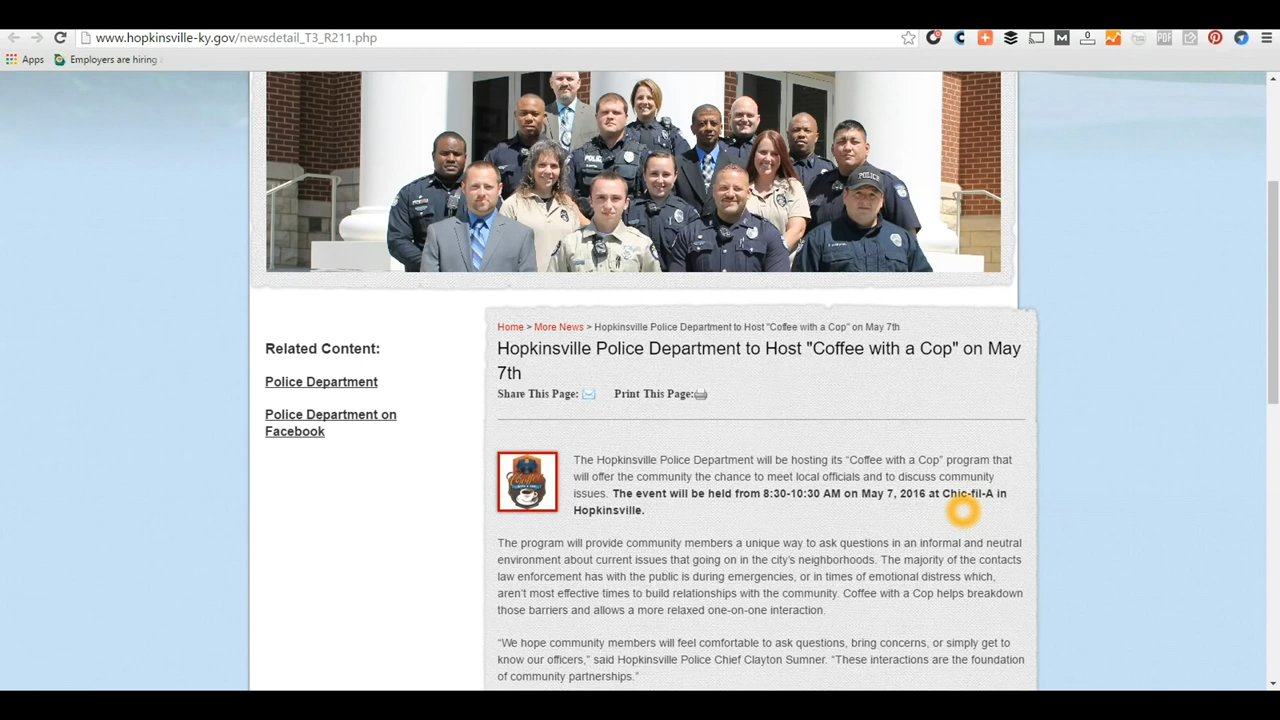 www.hopkinsville-ky.gov/newsdetail_T3_R211.php
Apps Employers are hiring
Related Content:
Police Department
Police Department on
Facebook
Home > More News > Hopkinsville Police Department to Host "Coffee with a Cop" on May 7th
Hopkinsville Police Department to Host "Coffee with a Cop" on May
7th
Share This Page: Print This Page:
The Hopkinsville Police Department will be hosting its “Coffee with a Cop” program that
will offer the community the chance to meet local officials and to discuss community
issues. The event will be held from 8:30-10:30 AM on May 7, 2016 at Chic-fil-A in
Hopkinsville.
The program will provide community members a unique way to ask questions in an informal and neutral
environment about current issues that going on in the city’s neighborhoods. The majority of the contacts
law enforcement has with the public is during emergencies, or in times of emotional distress which,
aren’t most effective times to build relationships with the community. Coffee with a Cop helps breakdown
those barriers and allows a more relaxed one-on-one interaction.
“We hope community members will feel comfortable to ask questions, bring concerns, or simply get to
know our officers,” said Hopkinsville Police Chief Clayton Sumner. “These interactions are the foundation
of community partnerships.”